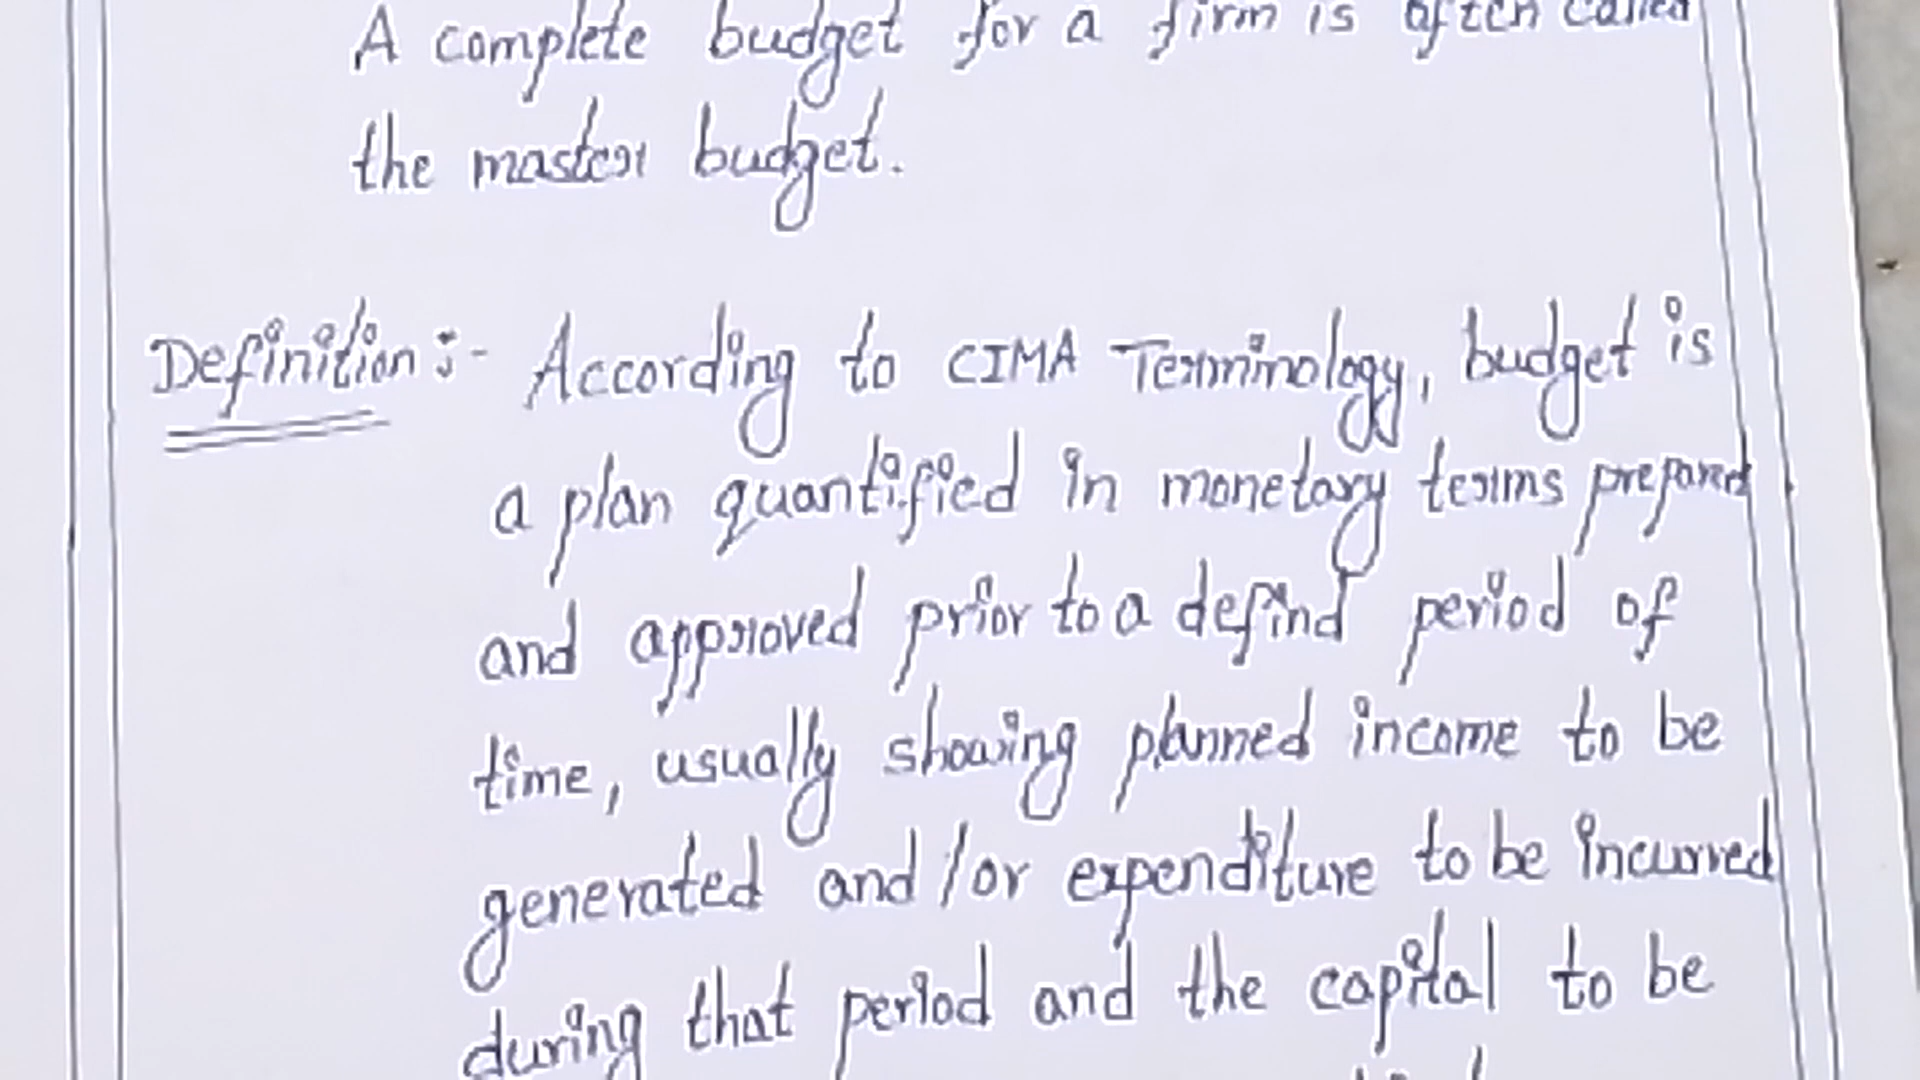 A complete budget for a firm is often called
the master budget.
Definition :- According to CIMA Terminology, budget is
a plan quantified in monetary terms prepared
and approved prior to a defind period of
time, usually showing planned income to be
generated and /or expenditure to be incurred
during that period and the capital to be